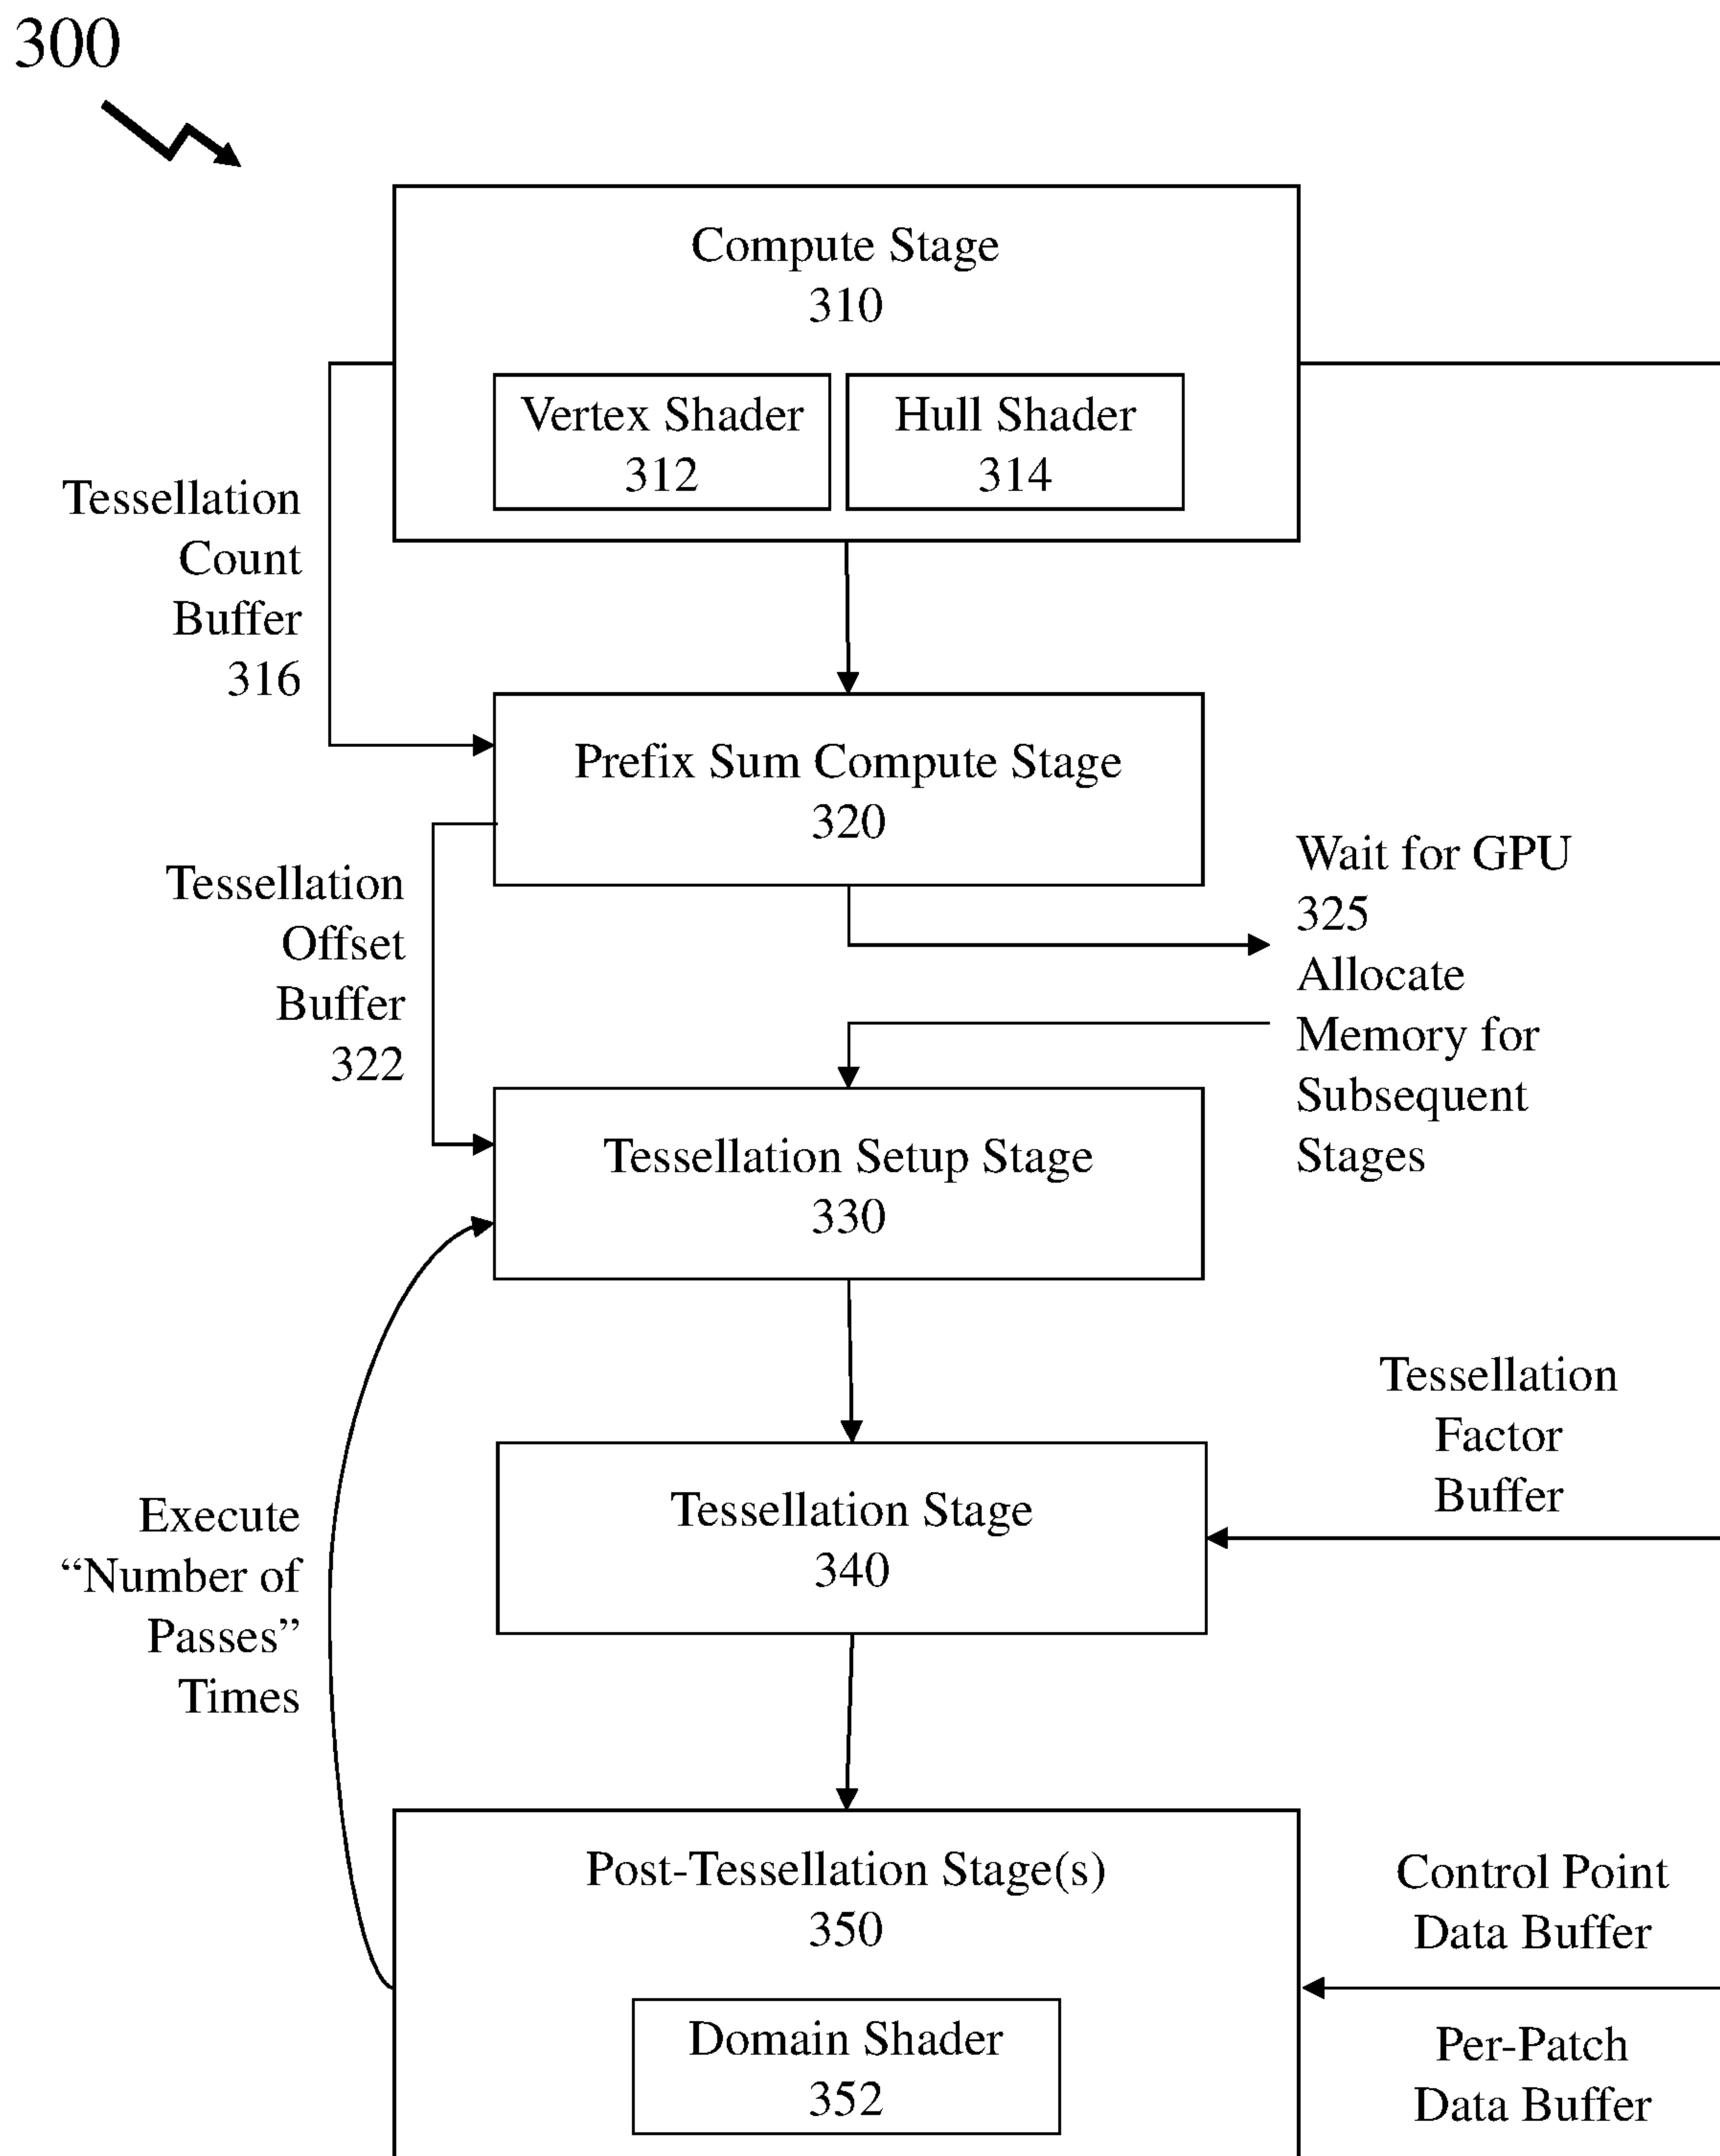 300
Compute Stage
310
Vertex Shader
312
Hull Shader
314
Tessellation
Count
Buffer
316
Prefix Sum Compute Stage
320
Tessellation
Offset
Buffer
322
Wait for GPU
325
Allocate
Memory for
Subsequent
Stages
Tessellation Setup Stage
330
Tessellation
Factor
Buffer
Tessellation Stage
340
Execute
“Number of
Passes”
Times
Post-Tessellation Stage(s)
350
Domain Shader
352
Control Point
Data Buffer
Per-Patch
Data Buffer